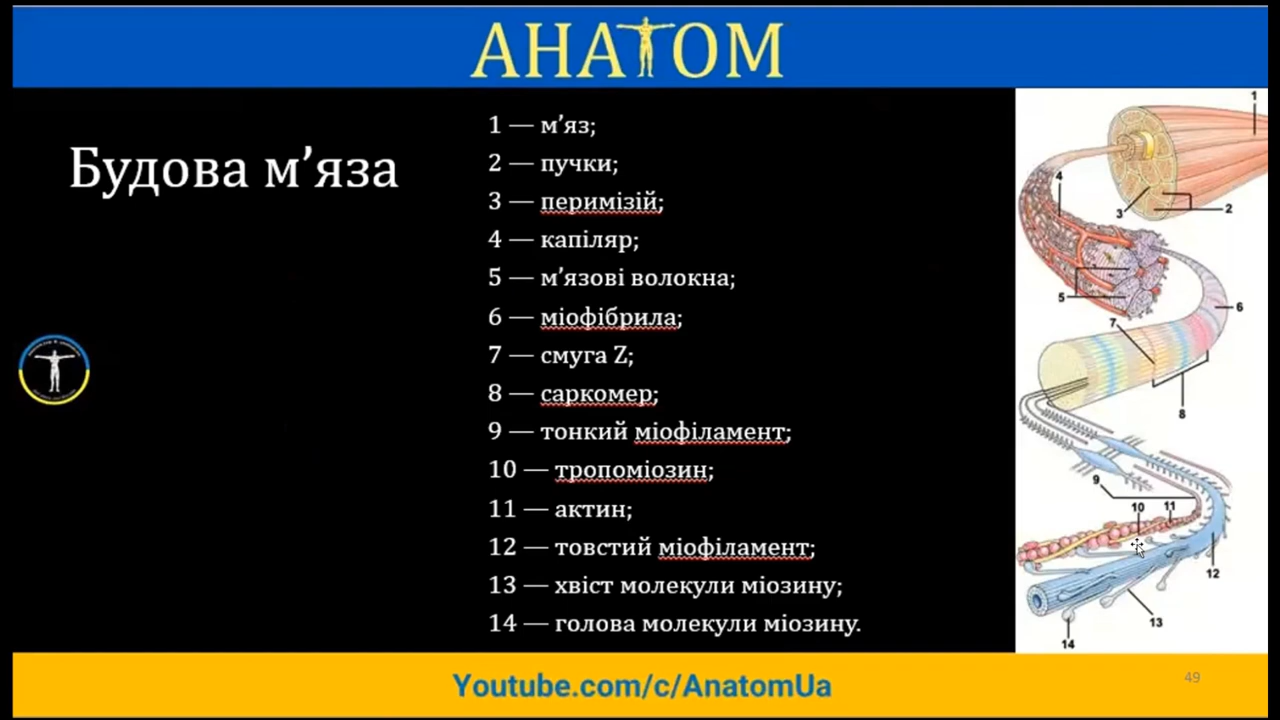 АНАТОМ
Будова м’яза
1 — м’яз;
2 — пучки;
3 — перимізій;
4 — капіляр;
5 — м’язові волокна;
6 — міофібрила;
7 — смуга Z;
8 — саркомер;
9 — тонкий міофіламент;
10 — тропоміозин;
11 — актин;
12 — товстий міофіламент;
13 — хвіст молекули міозину;
14 — голова молекули міозину.
1
4
3
2
5
6
7
8
9
10
11
12
13
14
Youtube.com/c/AnatomUa
49